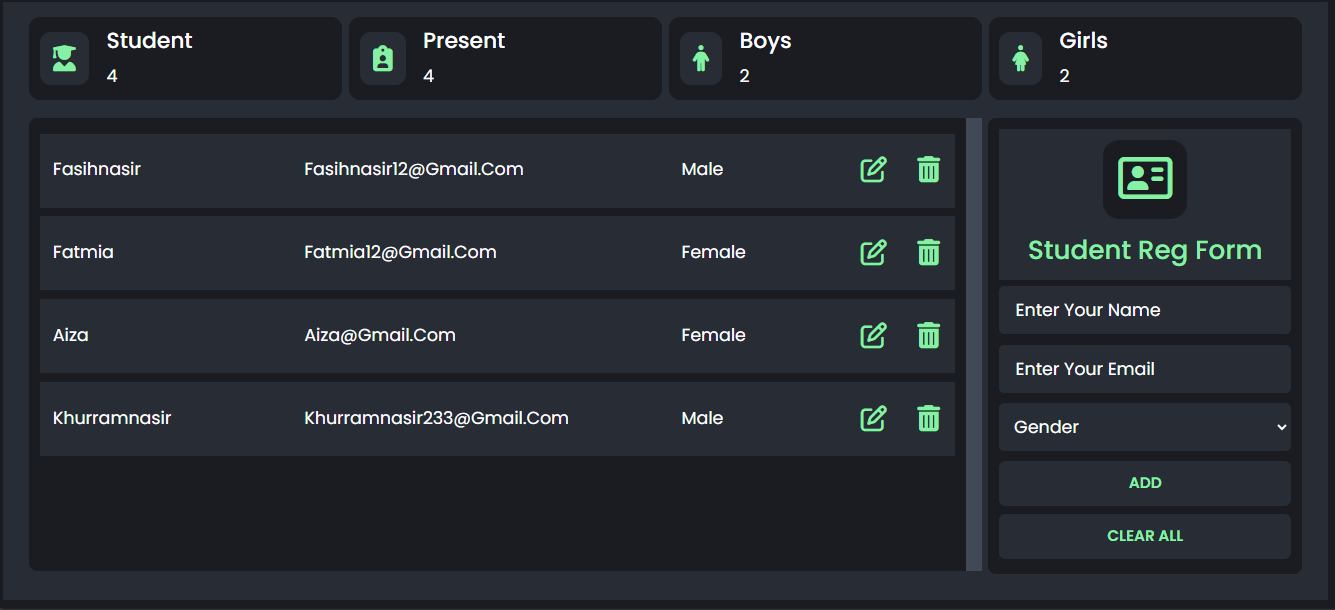 Student
4
Present
4
Boys
2
Girls
2
Fasihnasir Fasihnasir12@Gmail.Com Male
Fatmia Fatmia12@Gmail.Com Female
Aiza Aiza@Gmail.Com Female
Khurramnasir Khurramnasir233@Gmail.Com Male
Student Reg Form
Enter Your Name
Enter Your Email
Gender
ADD
CLEAR ALL